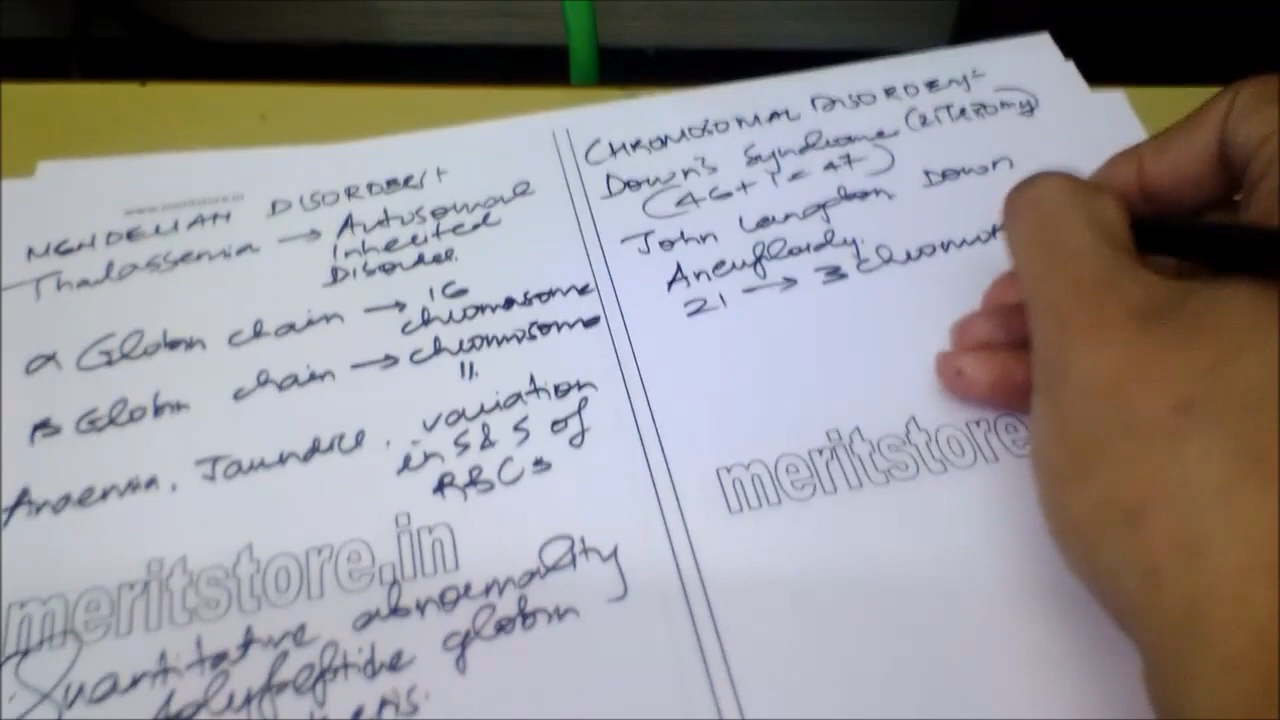 MENDELIAN DISORDERS
Thalassemia → Autosomal
Inherited
Disorder.
α Globin chain → 16
chromosome
β Globin chain → chromosome
11.
Anaemia, Jaundice, variation
in S & S of
RBCs
meritstore.in
Quantitative abnormality
Polypeptide globin
CHROMOSOMAL DISORDERS
Down's Syndrome (21 Trisomy)
(46 + 1 = 47)
John Langdon Down
Aneuploidy.
21 → 3 chromo
meritstore